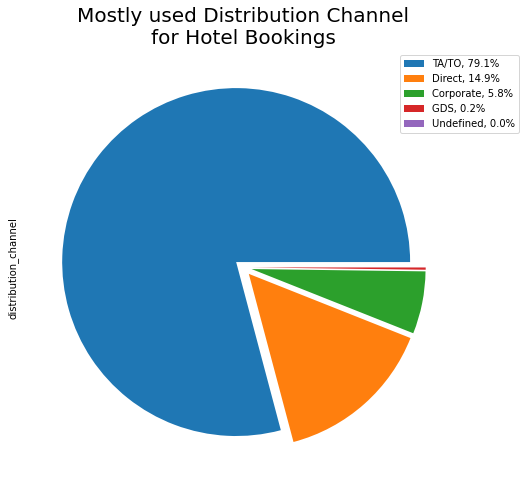 Mostly used Distribution Channel
for Hotel Bookings
TA/TO, 79.1%
Direct, 14.9%
Corporate, 5.8%
GDS, 0.2%
Undefined, 0.0%
distribution_channel